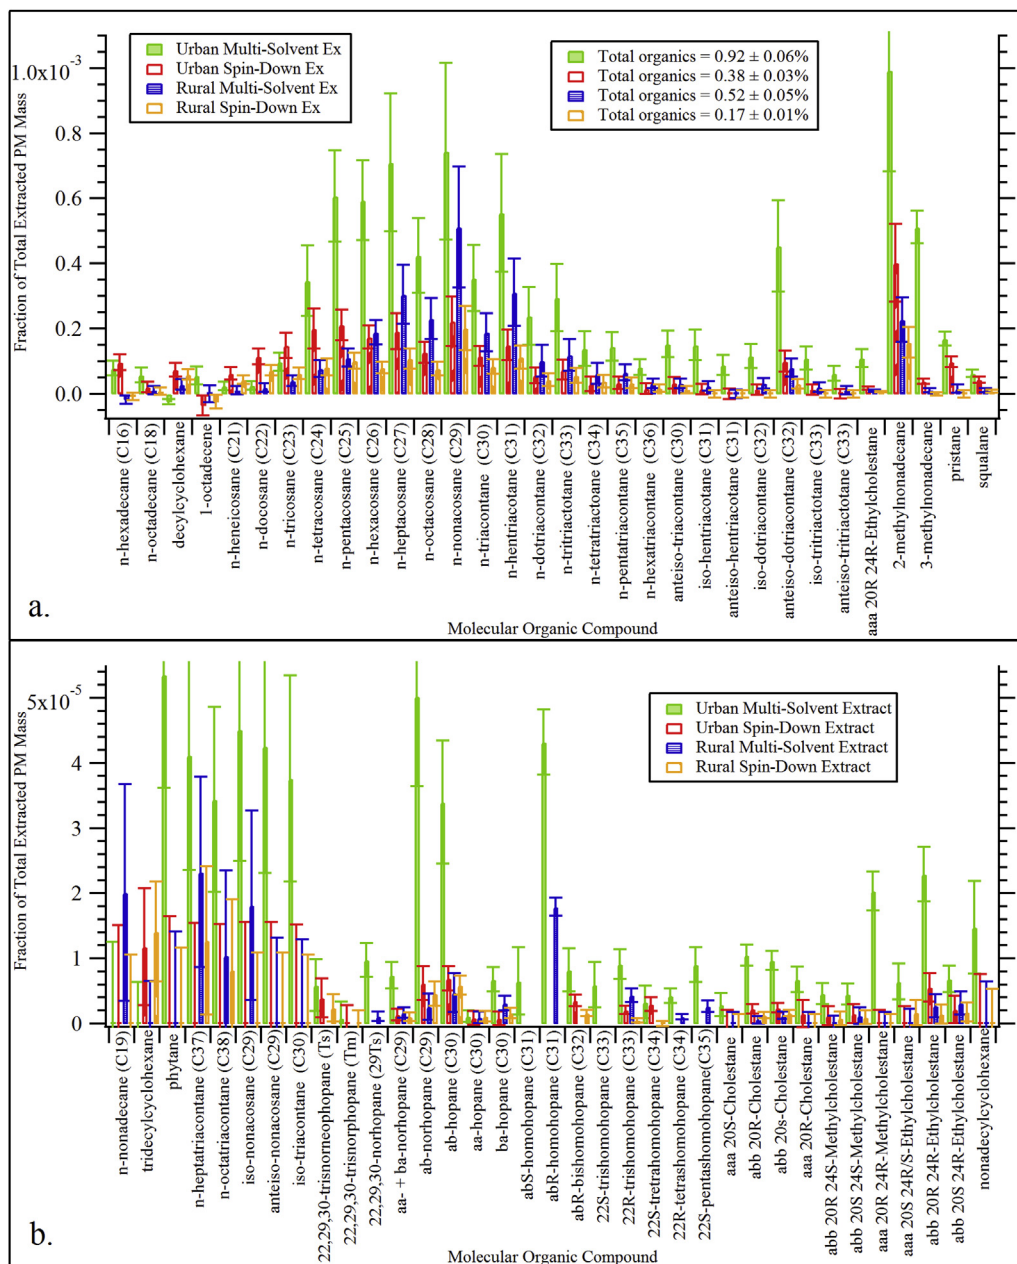 Urban Multi-Solvent Ex
Urban Spin-Down Ex
Rural Multi-Solvent Ex
Rural Spin-Down Ex
Total organics = 0.92 ± 0.06%
Total organics = 0.38 ± 0.03%
Total organics = 0.52 ± 0.05%
Total organics = 0.17 ± 0.01%
Fraction of Total Extracted PM Mass
1.0x10-3
0.8
0.6
0.4
0.2
0.0
n-hexadecane (C16)
n-octadecane (C18)
decylcyclohexane
1-octadecene
n-heneicosane (C21)
n-docosane (C22)
n-tricosane (C23)
n-tetracosane (C24)
n-pentacosane (C25)
n-hexacosane (C26)
n-heptacosane (C27)
n-octacosane (C28)
n-nonacosane (C29)
n-triacontane (C30)
n-hentriacotane (C31)
n-dotriacontane (C32)
n-tritriactotane (C33)
n-tetratriactoane (C34)
n-pentatriacontane (C35)
n-hexatriacontane (C36)
anteiso-triacontane (C30)
iso-hentriacotane (C31)
anteiso-hentriacotane (C31)
iso-dotriacontane (C32)
anteiso-dotriacontane (C32)
iso-tritriactotane (C33)
anteiso-tritriactotane (C33)
aaa 20R 24R-Ethylcholestane
2-methylnonadecane
3-methylnonadecane
pristane
squalane
a.
Molecular Organic Compound
Urban Multi-Solvent Extract
Urban Spin-Down Extract
Rural Multi-Solvent Extract
Rural Spin-Down Extract
Fraction of Total Extracted PM Mass
5x10-5
4
3
2
1
0
n-nonadecane (C19)
tridecylcyclohexane
phytane
n-heptatriacontane (C37)
n-octatriacontane (C38)
iso-nonacosane (C29)
anteiso-nonacosane (C29)
iso-triacontane (C30)
22,29,30-trisnorneophopane (Ts)
22,29,30-trisnorphopane (Tm)
22,29,30-norhopane (29Ts)
aa- + ba-norhopane (C29)
ab-norhopane (C29)
ab-hopane (C30)
aa-hopane (C30)
ba-hopane (C30)
abS-homohopane (C31)
abR-homohopane (C31)
abR-bishomohopane (C32)
22S-trishomohopane (C33)
22R-trishomohopane (C33)
22S-tretrahomohopane (C34)
22R-tetrashomohopane (C34)
22S-pentashomohopane(C35)
aaa 20S-Cholestane
abb 20R-Cholestane
abb 20s-Cholestane
aaa 20R-Cholestane
abb 20R 24S-Methylcholestane
abb 20S 24S-Methylcholestane
aaa 20R 24R-Methylcholestane
aaa 20S 24R/S-Ethylcholestane
abb 20R 24R-Ethylcholestane
abb 20S 24R-Ethylcholestane
nonadecylcyclohexane
b.
Molecular Organic Compound